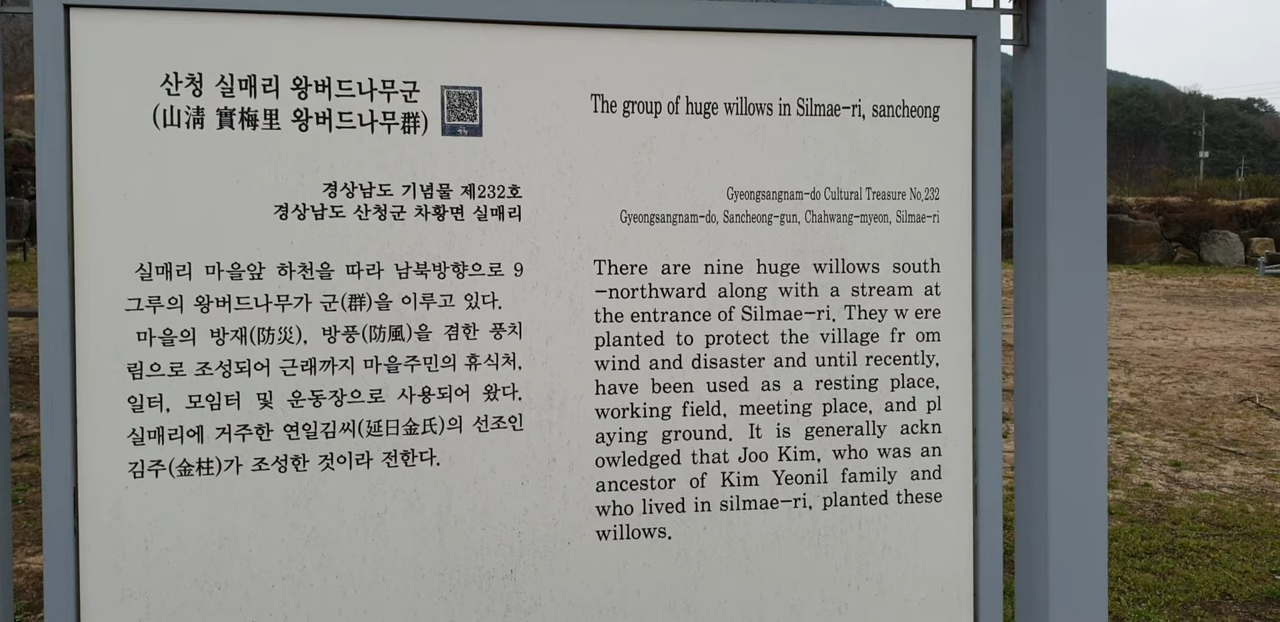 산청 실매리 왕버드나무군
(山淸 實梅里 왕버드나무群)
경상남도 기념물 제232호
경상남도 산청군 차황면 실매리
실매리 마을앞 하천을 따라 남북방향으로 9
그루의 왕버드나무가 군(群)을 이루고 있다.
마을의 방재(防災), 방풍(防風)을 겸한 풍치
림으로 조성되어 근래까지 마을주민의 휴식처,
일터, 모임터 및 운동장으로 사용되어 왔다.
실매리에 거주한 연일김씨(延日金氏)의 선조인
김주(金柱)가 조성한 것이라 전한다.
The group of huge willows in Silmae-ri, sancheong
Gyeongsangnam-do Cultural Treasure No,232
Gyeongsangnam-do, Sancheong-gun, Chahwang-myeon, Silmae-ri
There are nine huge willows south
-northward along with a stream at
the entrance of Silmae-ri. They w ere
planted to protect the village fr om
wind and disaster and until recently,
have been used as a resting place,
working field, meeting place, and pl
aying ground. It is generally ackn
owledged that Joo Kim, who was an
ancestor of Kim Yeonil family and
who lived in silmae-ri, planted these
willows.